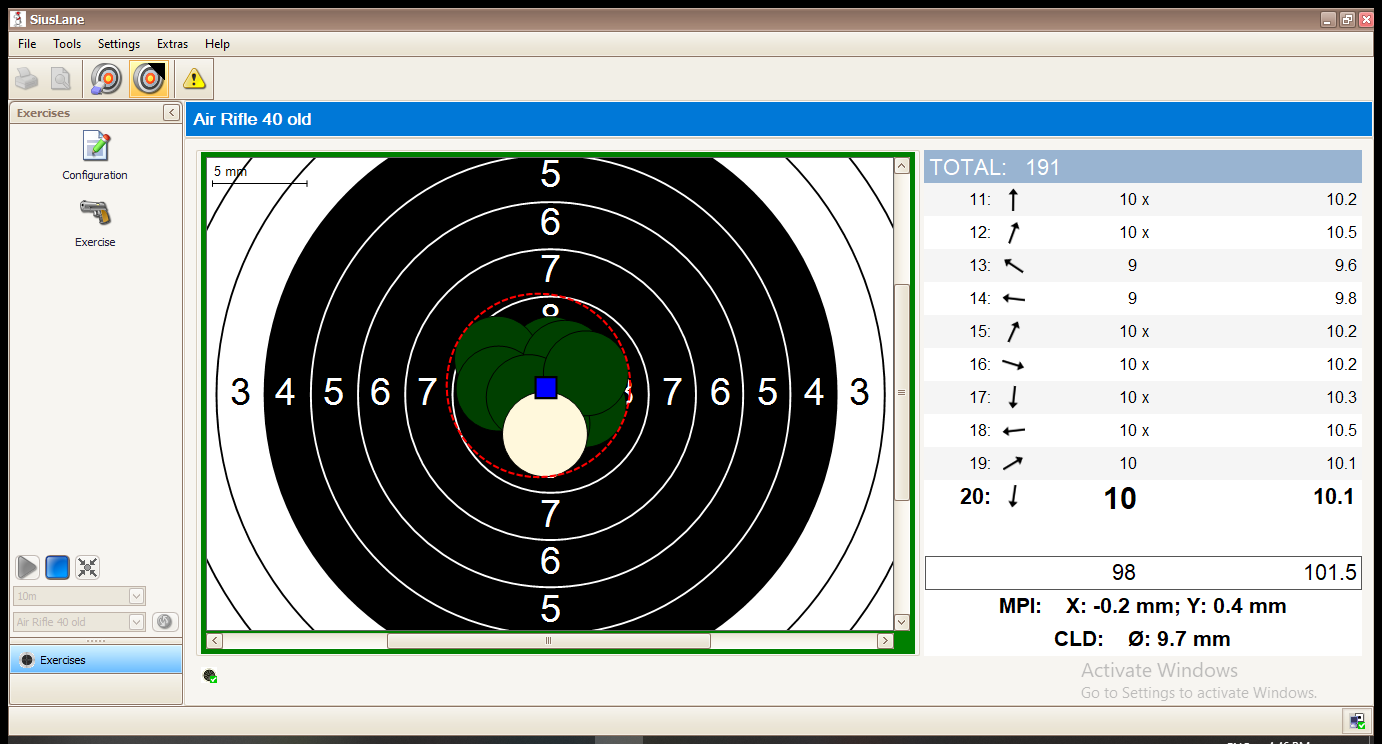 SiusLane
File Tools Settings Extras Help
Exercises
Configuration
Exercise
10m
Air Rifle 40 old
Exercises
Air Rifle 40 old
5 mm
5
6
7
8
3 4 5 6 7 7 6 5 4 3
7
6
5
TOTAL: 191
11: 10 x 10.2
12: 10 x 10.5
13: 9 9.6
14: 9 9.8
15: 10 x 10.2
16: 10 x 10.2
17: 10 x 10.3
18: 10 x 10.5
19: 10 10.1
20: 10 10.1
98 101.5
MPI: X: -0.2 mm; Y: 0.4 mm
CLD: Ø: 9.7 mm
Activate Windows
Go to Settings to activate Windows.